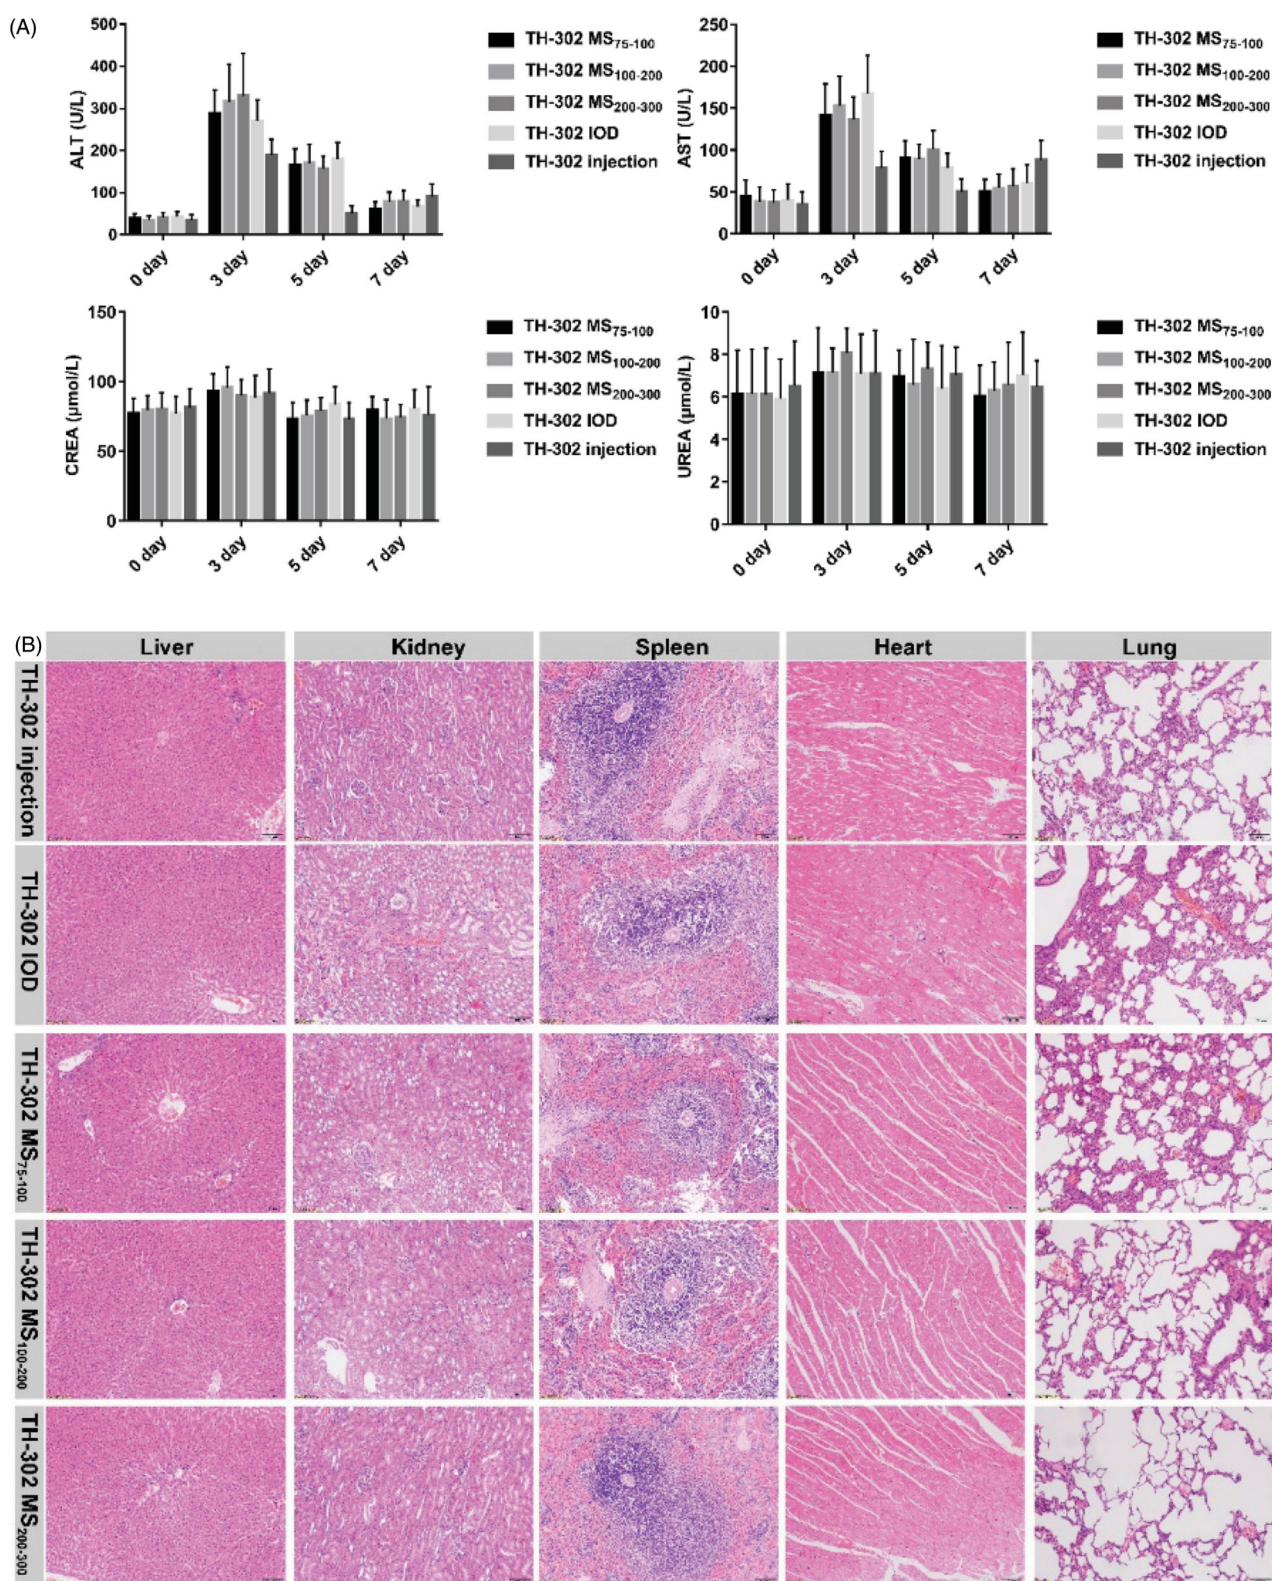 (A)
500
400
300
200
100
0
ALT (U/L)
0 day
3 day
5 day
7 day
TH-302 MS75-100
TH-302 MS100-200
TH-302 MS200-300
TH-302 IOD
TH-302 injection
250
200
150
100
50
0
AST (U/L)
0 day
3 day
5 day
7 day
TH-302 MS75-100
TH-302 MS100-200
TH-302 MS200-300
TH-302 IOD
TH-302 injection
150
100
50
0
CREA (μmol/L)
0 day
3 day
5 day
7 day
TH-302 MS75-100
TH-302 MS100-200
TH-302 MS200-300
TH-302 IOD
TH-302 injection
10
8
6
4
2
0
UREA (μmol/L)
0 day
3 day
5 day
7 day
TH-302 MS75-100
TH-302 MS100-200
TH-302 MS200-300
TH-302 IOD
TH-302 injection
(B)
Liver
Kidney
Spleen
Heart
Lung
TH-302 injection
TH-302 IOD
TH-302 MS75-100
TH-302 MS100-200
TH-302 MS200-300